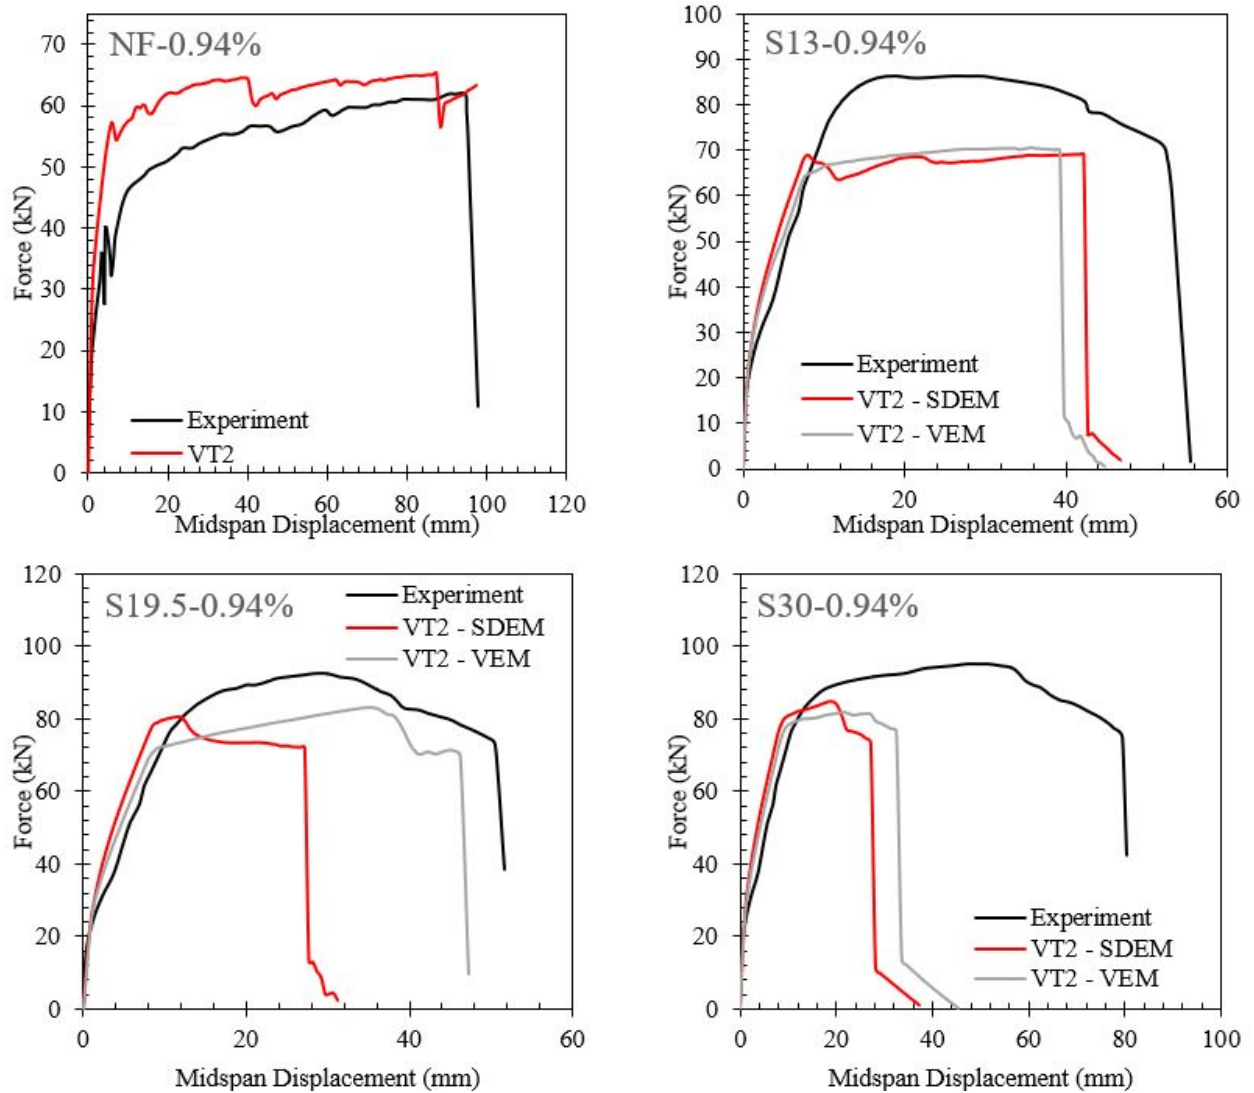 NF-0.94%
Force (kN)
70
60
50
40
30
20
10
0
0 20 40 60 80 100 120
Midspan Displacement (mm)
Experiment
VT2
S13-0.94%
Force (kN)
100
90
80
70
60
50
40
30
20
10
0
0 20 40 60
Midspan Displacement (mm)
Experiment
VT2 - SDEM
VT2 - VEM
S19.5-0.94%
Force (kN)
120
100
80
60
40
20
0
0 20 40 60
Midspan Displacement (mm)
Experiment
VT2 - SDEM
VT2 - VEM
S30-0.94%
Force (kN)
120
100
80
60
40
20
0
0 20 40 60 80 100
Midspan Displacement (mm)
Experiment
VT2 - SDEM
VT2 - VEM